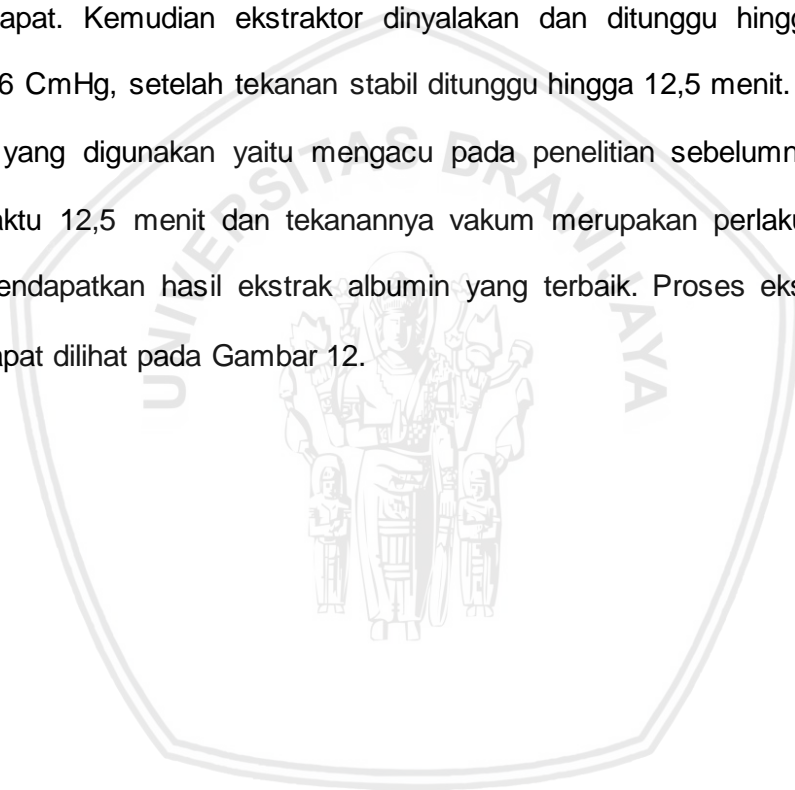 apat. Kemudian ekstraktor dinyalakan dan ditunggu hingg
6 CmHg, setelah tekanan stabil ditunggu hingga 12,5 menit.
yang digunakan yaitu mengacu pada penelitian sebelumn
aktu 12,5 menit dan tekanannya vakum merupakan perlaku
endapatkan hasil ekstrak albumin yang terbaik. Proses eks
apat dilihat pada Gambar 12.
UNIVERSITAS BRAWIJAYA